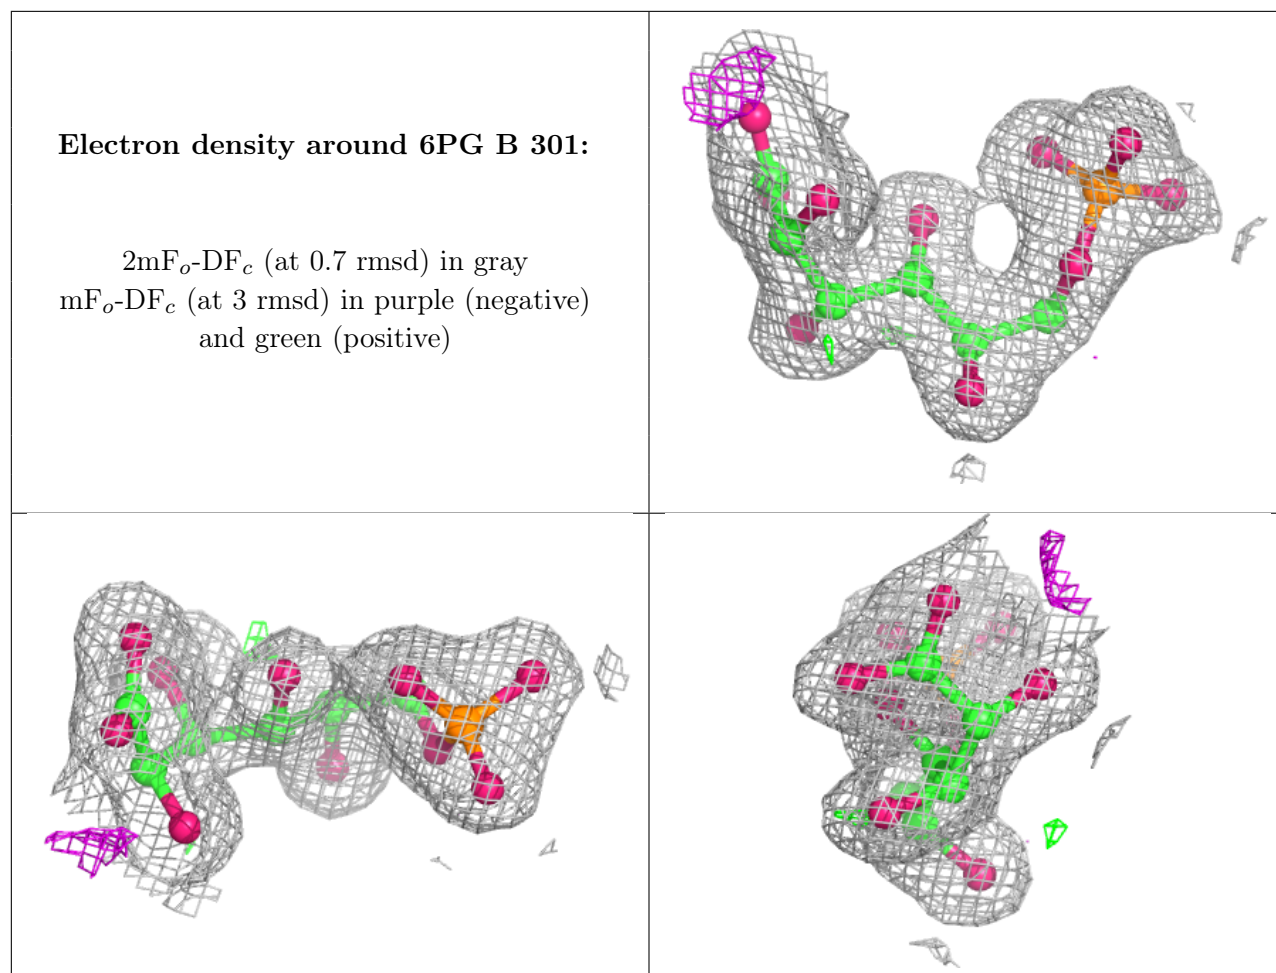 Electron density around 6PG B 301:
2mFo-DFc (at 0.7 rmsd) in gray
mFo-DFc (at 3 rmsd) in purple (negative)
and green (positive)